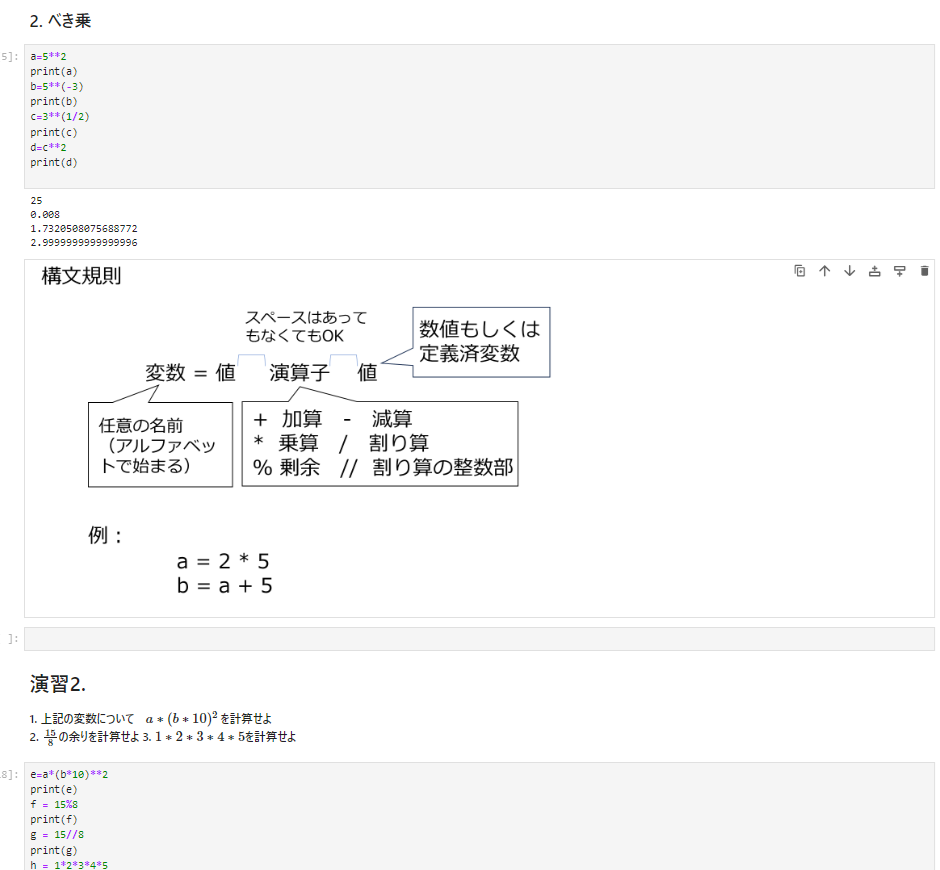 2. べき乗
5]:
a=5**2
print(a)
b=5**(-3)
print(b)
c=3**(1/2)
print(c)
d=c**2
print(d)
25
0.008
1.7320508075688772
2.9999999999999996
構文規則
スペースはあって
もなくてもOK
数値もしくは
定義済変数
変数 = 値 演算子 値
任意の名前
（アルファベッ
トで始まる）
+ 加算 - 減算
* 乗算 / 割り算
% 剰余 // 割り算の整数部
例：
a = 2 * 5
b = a + 5
]:
演習2.
1. 上記の変数について a ∗ (b ∗ 10)² を計算せよ
2. 15/8 の余りを計算せよ 3. 1 ∗ 2 ∗ 3 ∗ 4 ∗ 5を計算せよ
8]:
e=a*(b*10)**2
print(e)
f = 15%8
print(f)
g = 15//8
print(g)
h = 1*2*3*4*5